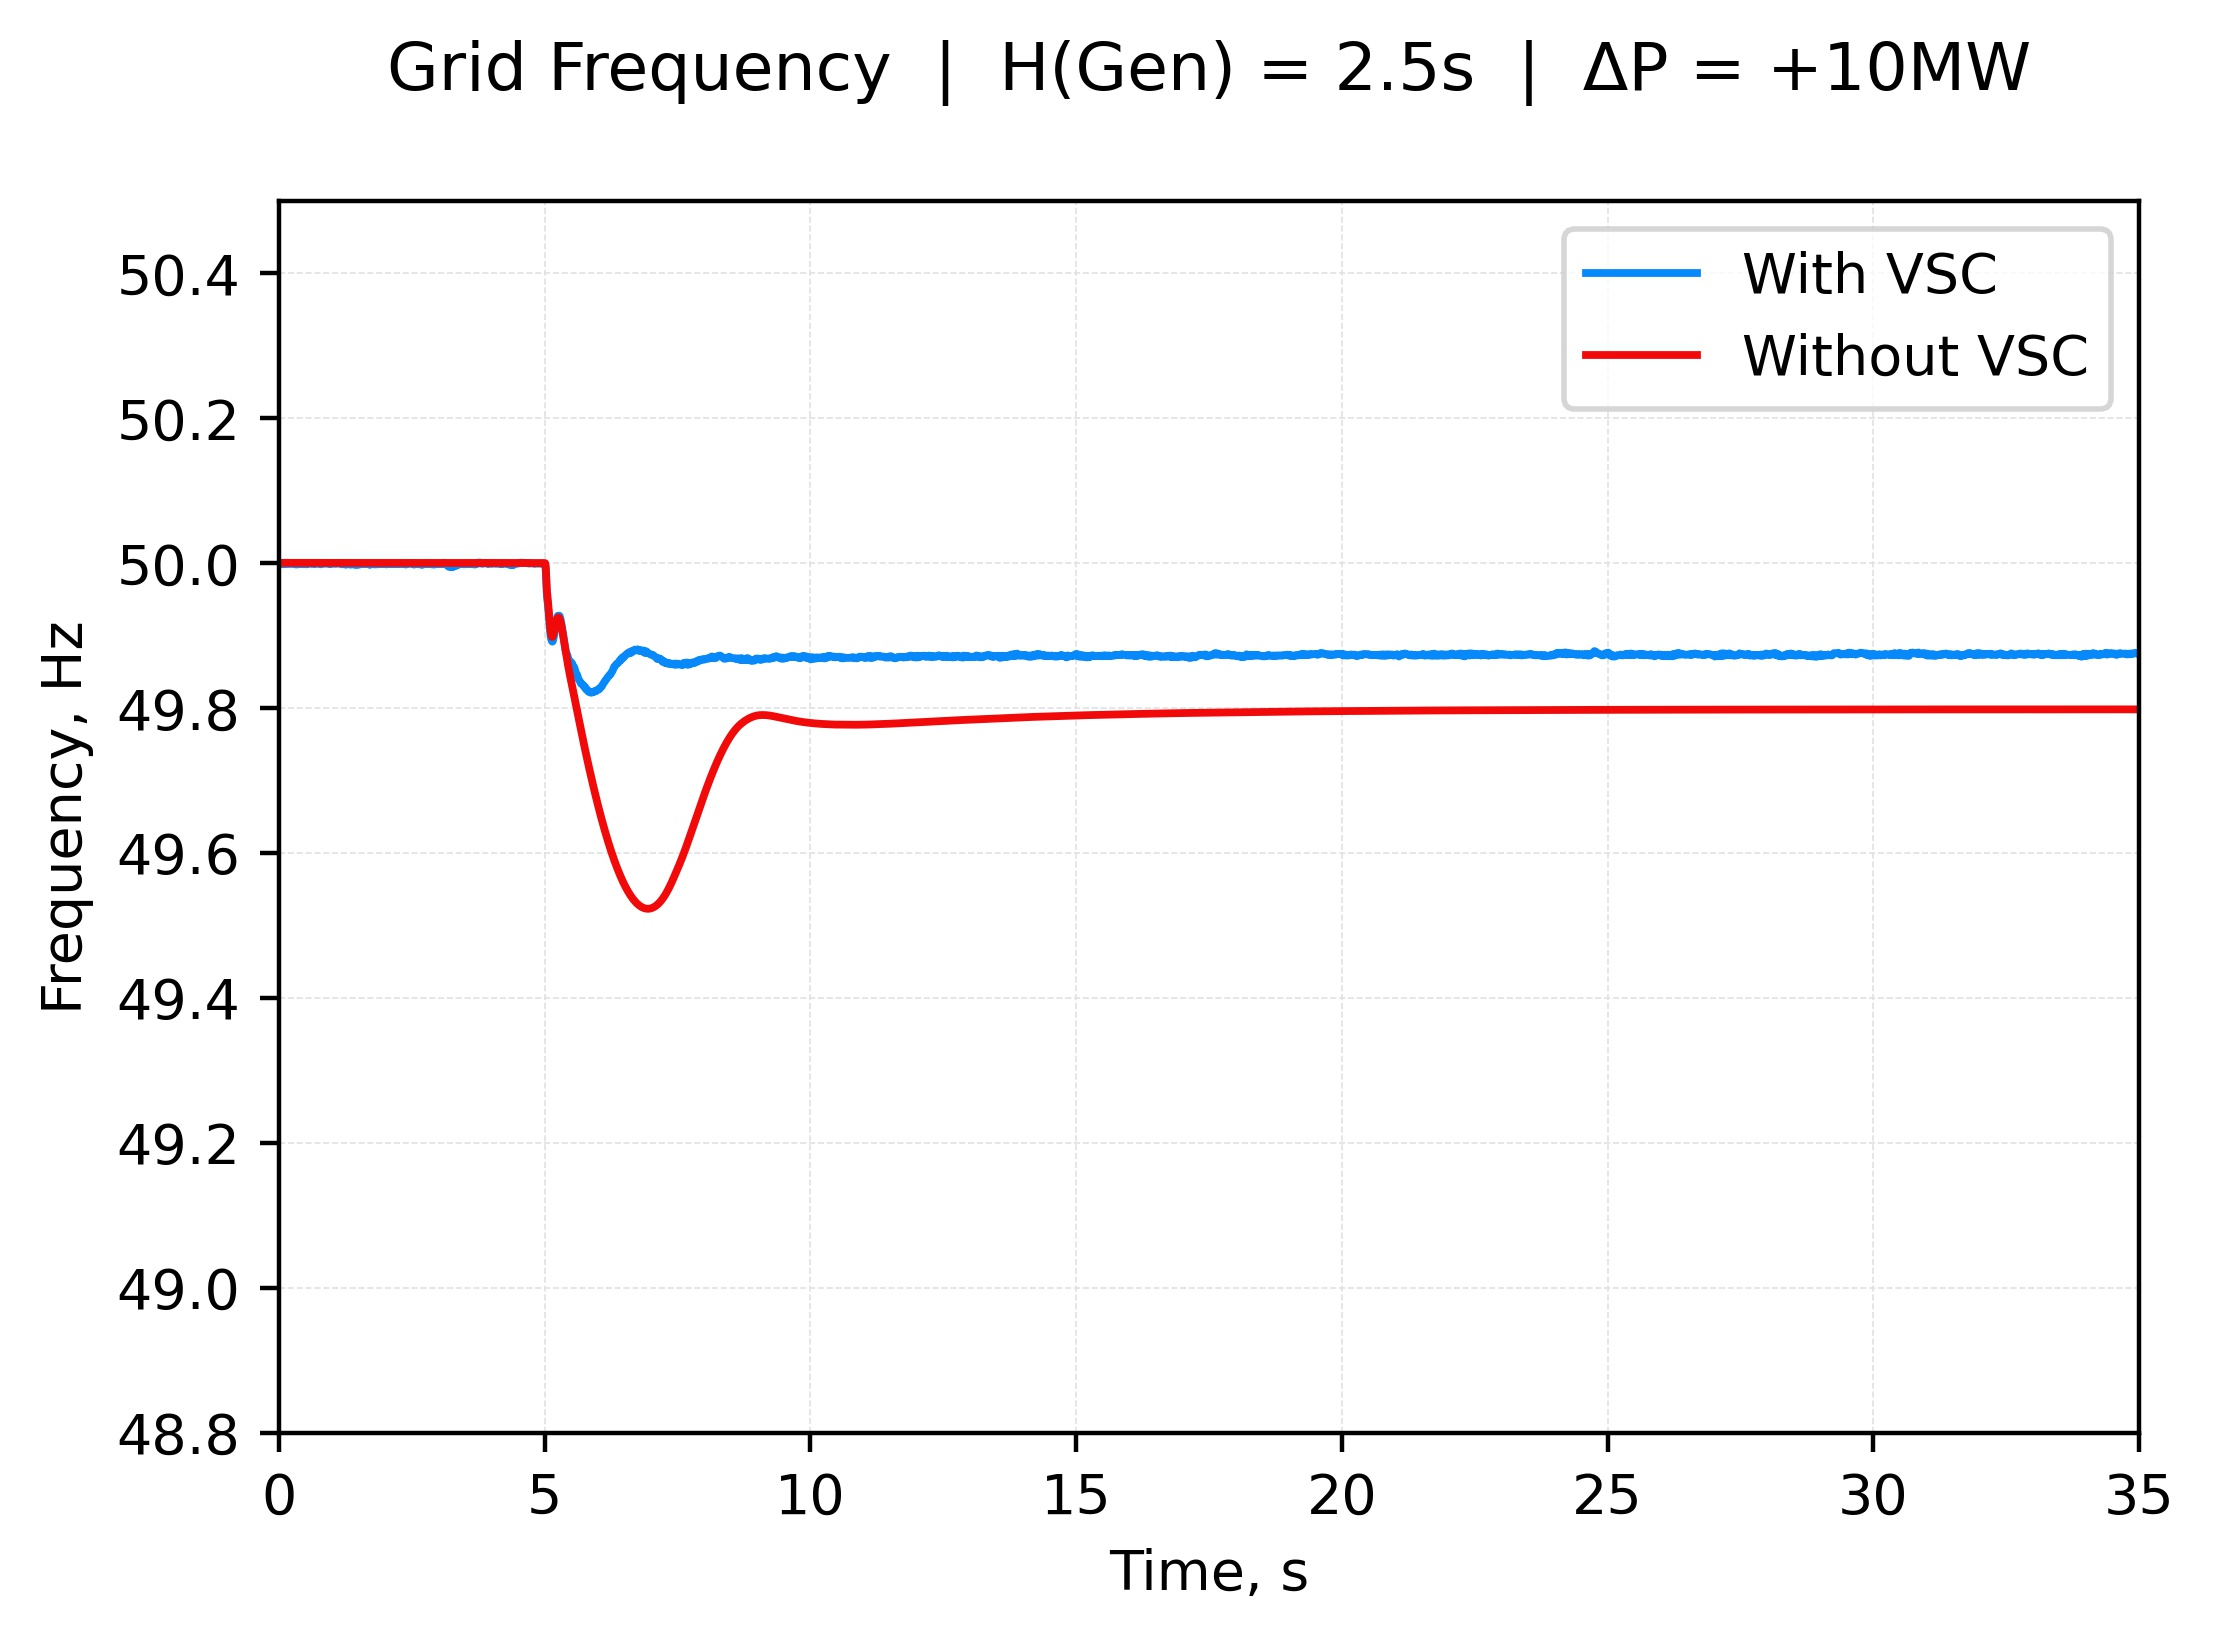 Grid Frequency | H(Gen) = 2.5s | ΔP = +10MW
With VSC
Without VSC
Frequency, Hz
50.4
50.2
50.0
49.8
49.6
49.4
49.2
49.0
48.8
0 5 10 15 20 25 30 35
Time, s